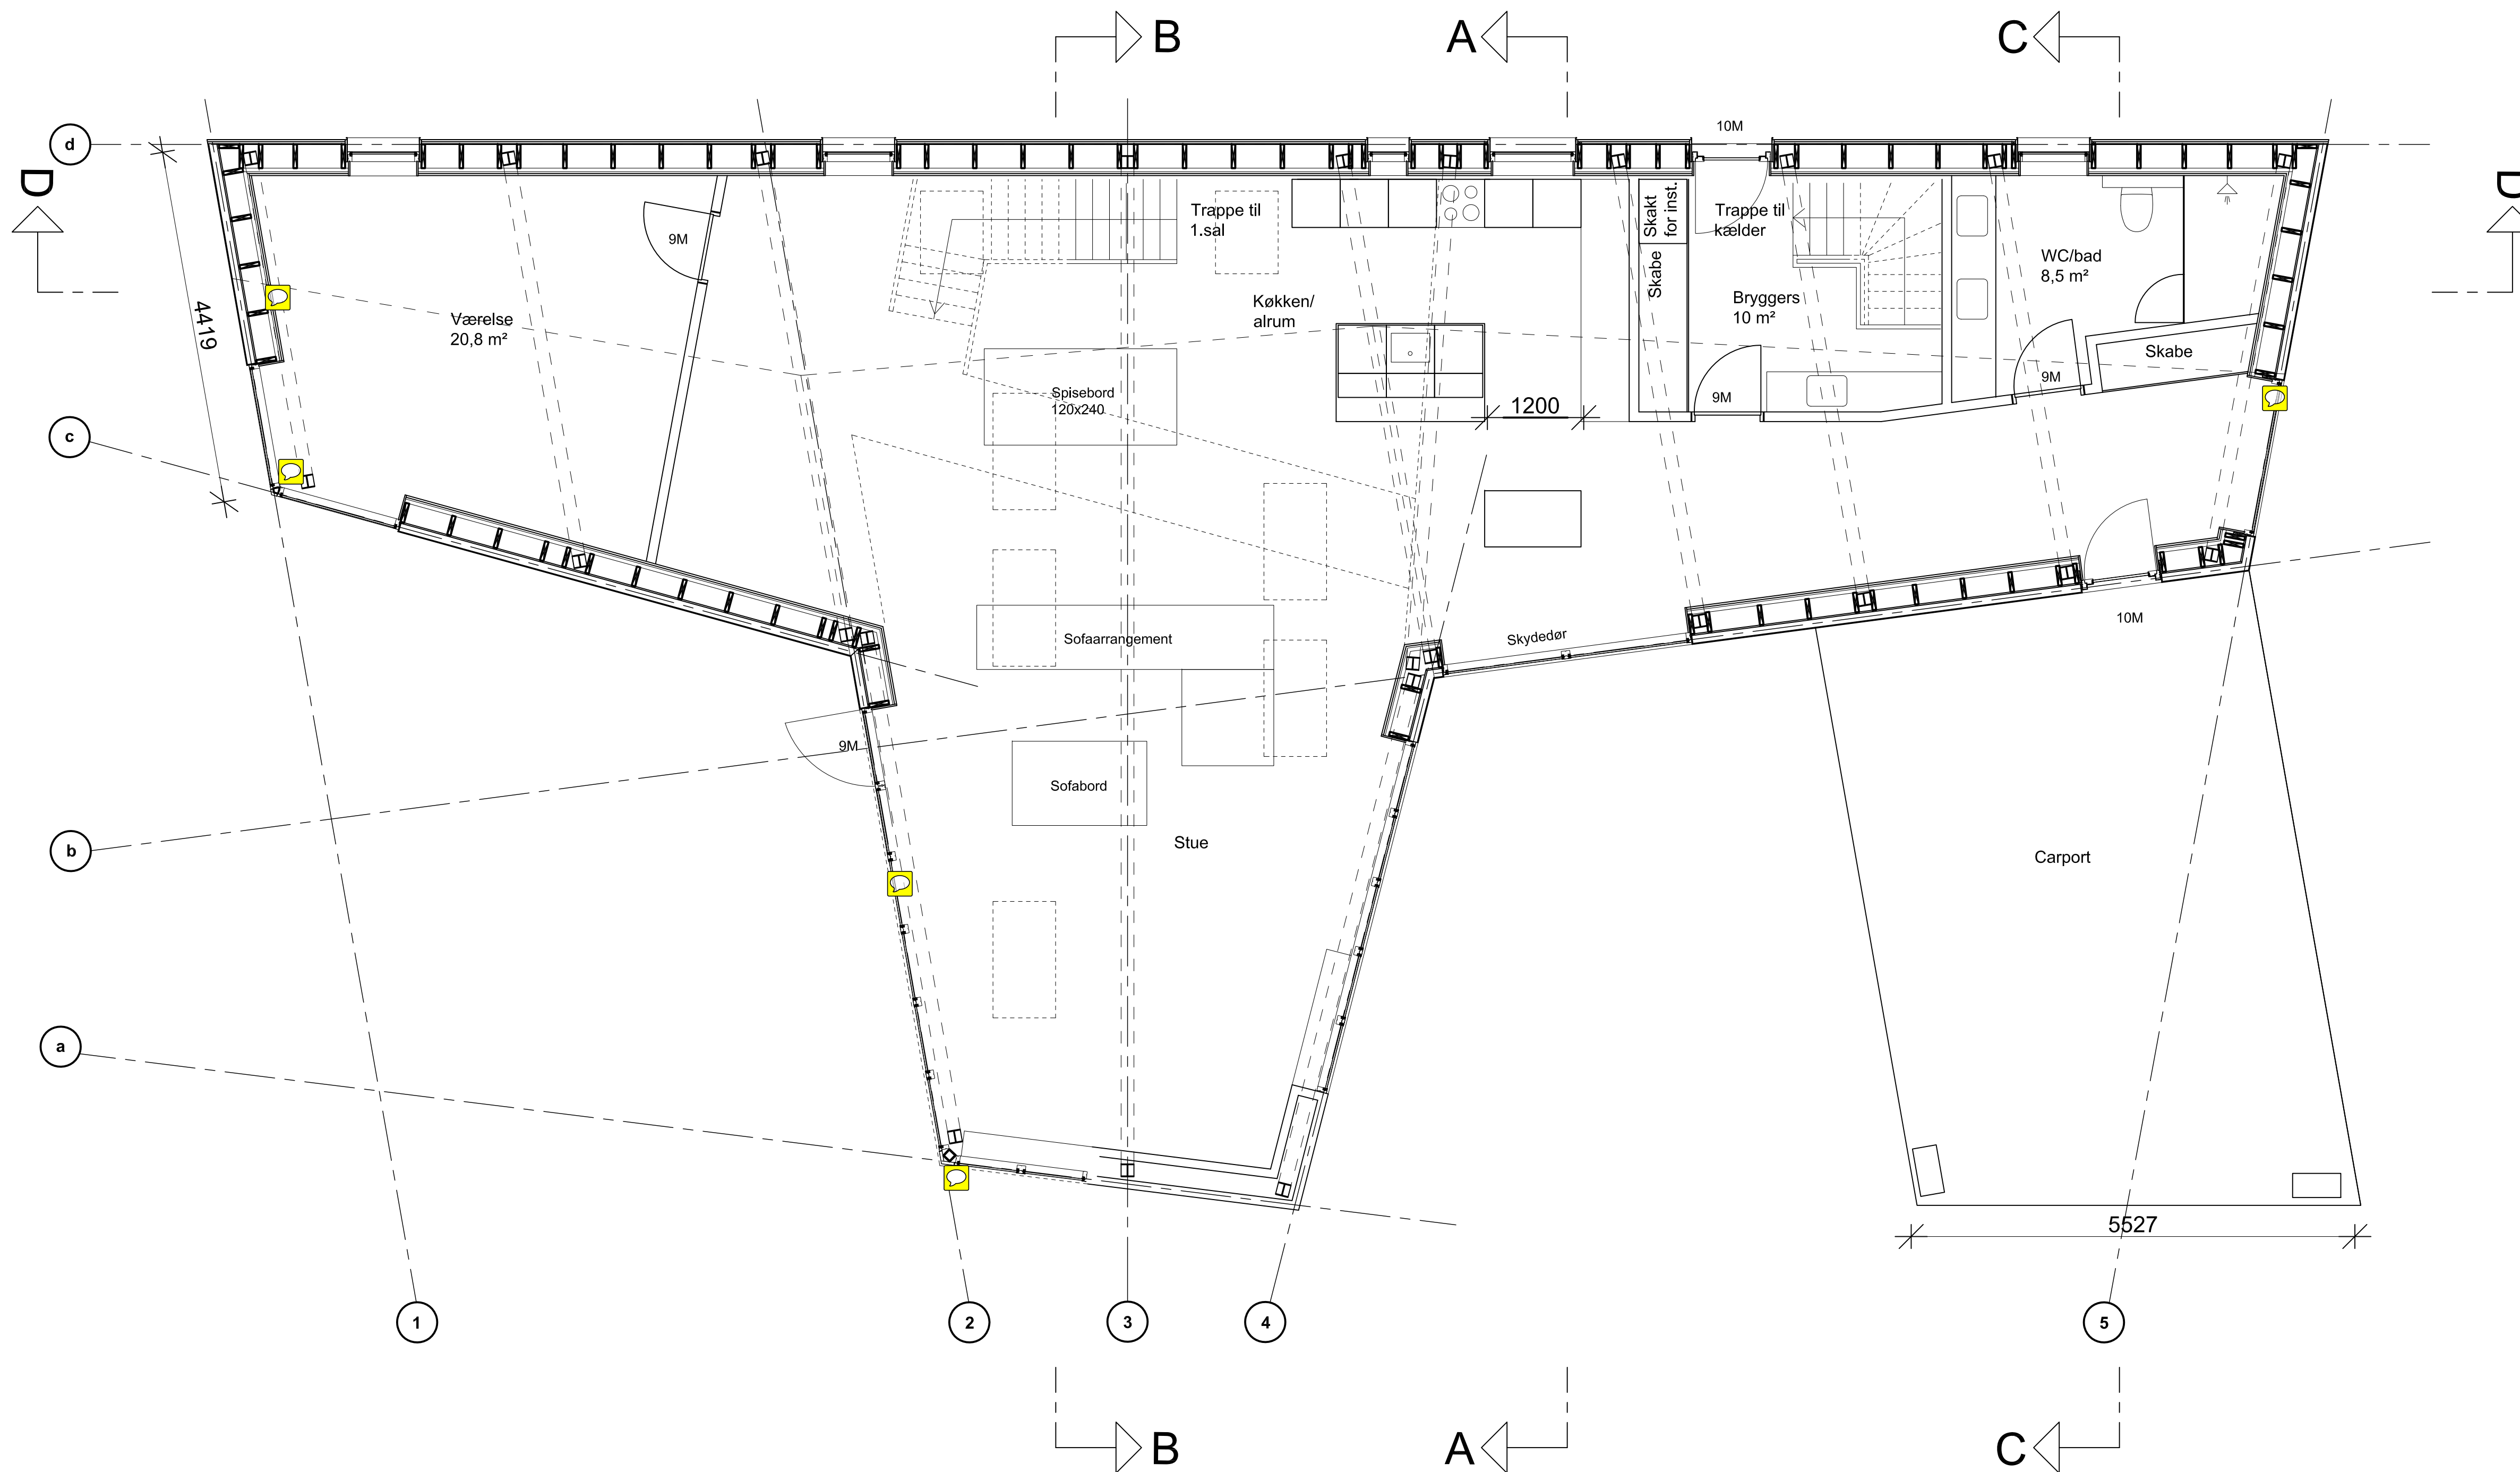 B
A
C
10M
d
D
D
Trappe til
1.sal
Skakt
for inst.
Trappe til
kælder
9M
WC/bad
8,5 m²
Skabe
Køkken/
alrum
Bryggers
10 m²
4419
Værelse
20,8 m²
Skabe
9M
Spisebord
120x240
1200
9M
c
Skydedør
Sofaarrangement
10M
9M
Sofabord
b
Stue
Carport
a
5527
1
2
3
4
5
B
A
C